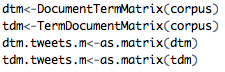 dtm<-DocumentTermMatrix(corpus)
tdm<-TermDocumentMatrix(corpus)
dtm.tweets.m<-as.matrix(dtm)
tdm.tweets.m<-as.matrix(tdm)